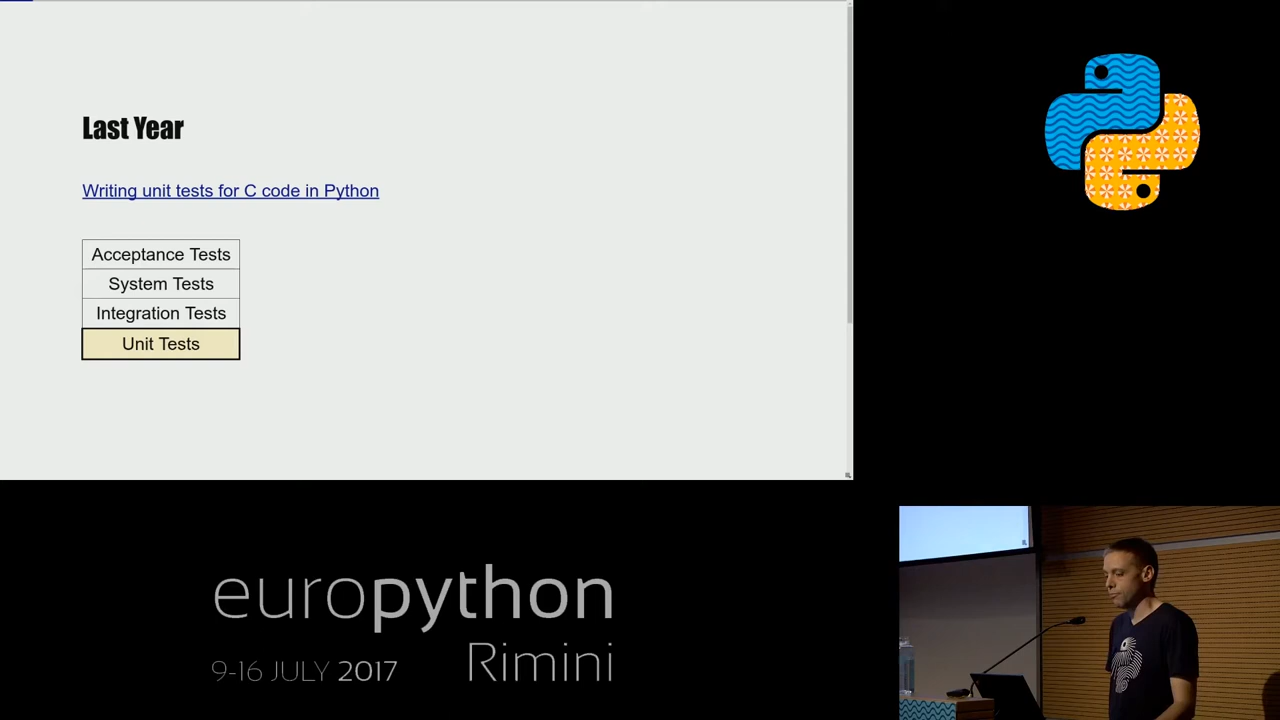 Last Year
Writing unit tests for C code in Python
Acceptance Tests
System Tests
Integration Tests
Unit Tests
europython
Rimini
9-16 JULY 2017